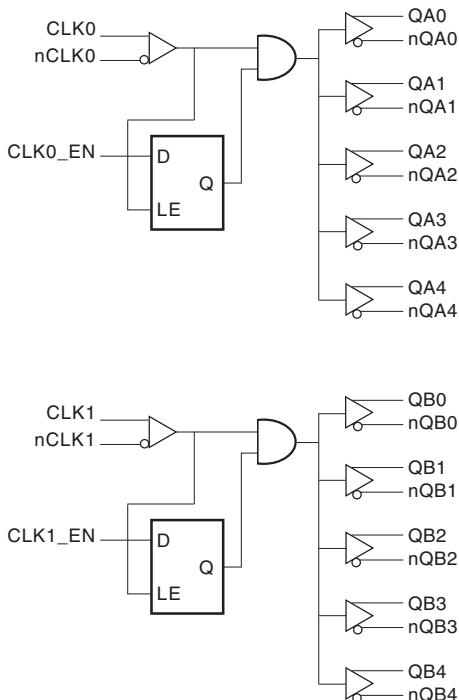 CLK0
nCLK0
CLK0_EN
D
Q
LE
QA0
nQA0
QA1
nQA1
QA2
nQA2
QA3
nQA3
QA4
nQA4
CLK1
nCLK1
CLK1_EN
D
Q
LE
QB0
nQB0
QB1
nQB1
QB2
nQB2
QB3
nQB3
QB4
nQB4